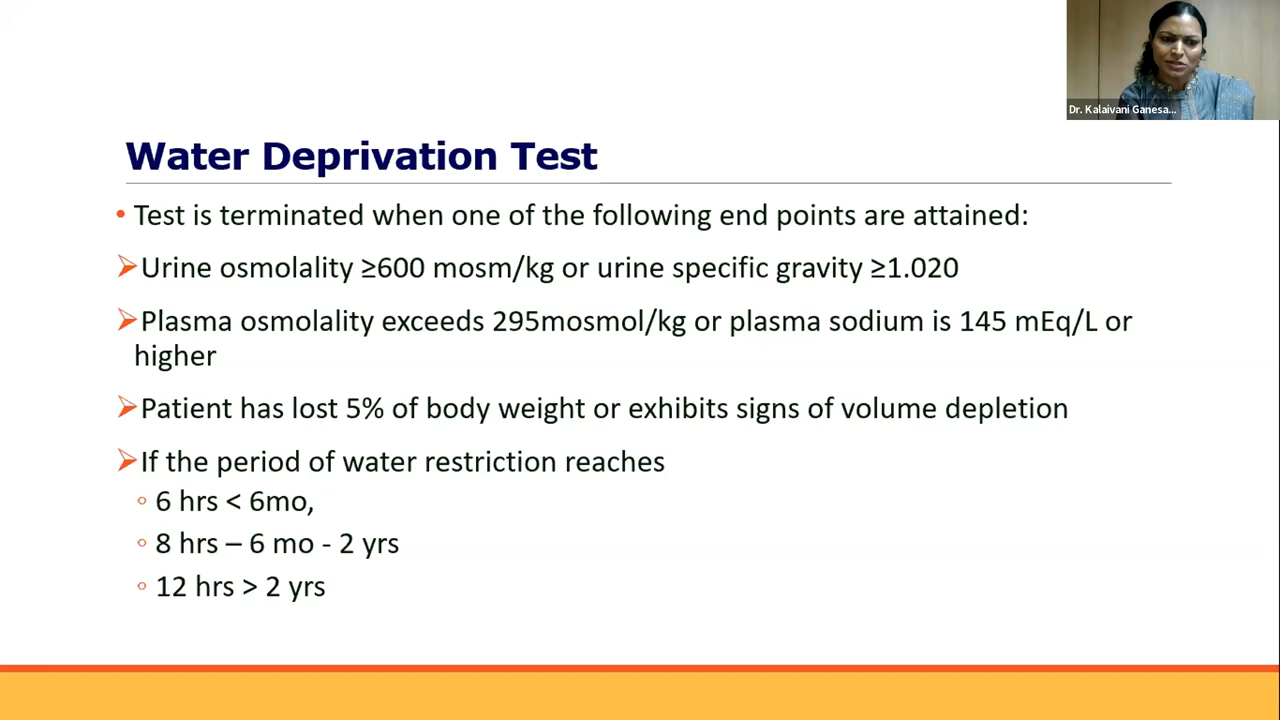 Dr. Kalaivani Ganesa...
Water Deprivation Test
• Test is terminated when one of the following end points are attained:
➢Urine osmolality ≥600 mosm/kg or urine specific gravity ≥1.020
➢Plasma osmolality exceeds 295mosmol/kg or plasma sodium is 145 mEq/L or
higher
➢Patient has lost 5% of body weight or exhibits signs of volume depletion
➢If the period of water restriction reaches
◦ 6 hrs < 6mo,
◦ 8 hrs – 6 mo - 2 yrs
◦ 12 hrs > 2 yrs